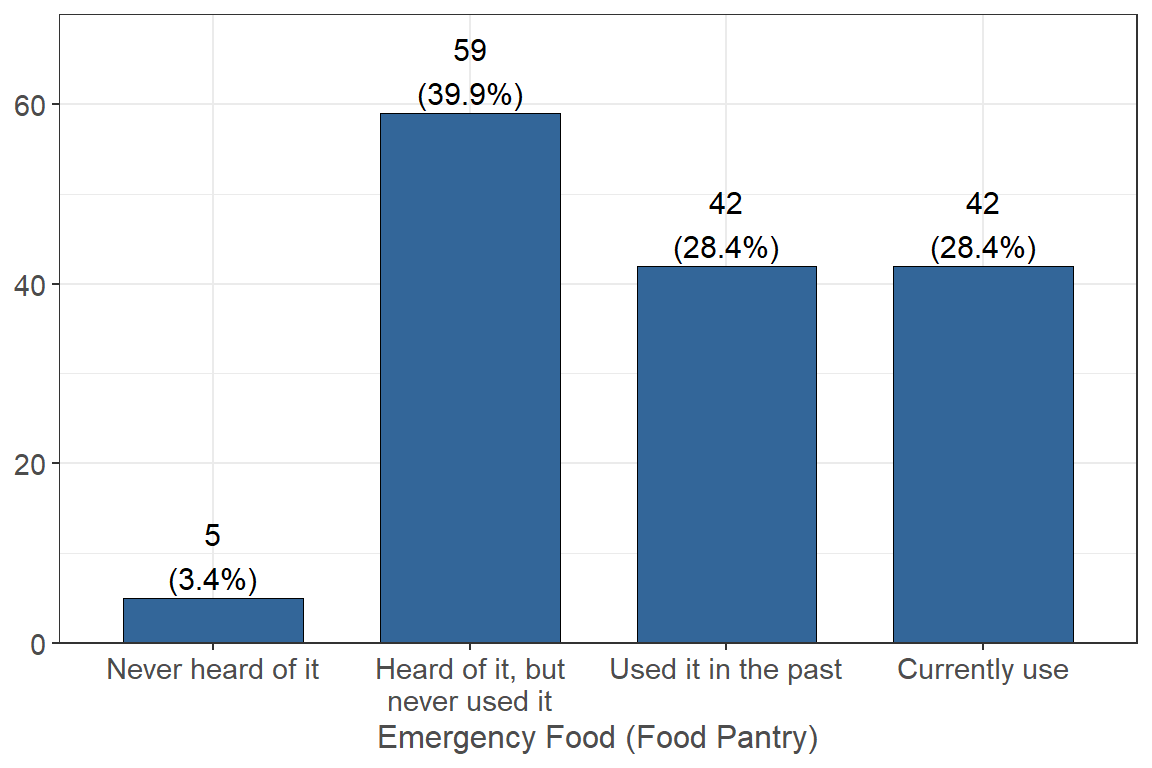 59
(39.9%)
60
42
42
(28.4%)
(28.4%)
40
20
5
(3.4%)
0
Never heard of it
Heard of it, but
never used it
Used it in the past
Currently use
Emergency Food (Food Pantry)